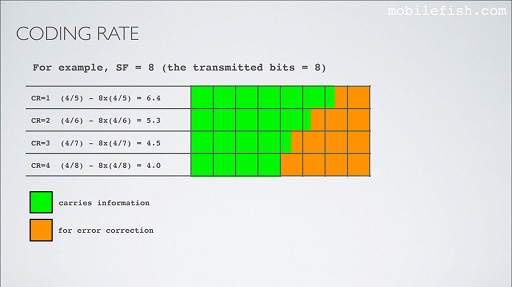 mobilefish.com
CODING RATE
For example, SF = 8 (the transmitted bits = 8)
CR=1 (4/5) - 8x(4/5) = 6.4
CR=2 (4/6) - 8x(4/6) = 5.3
CR=3 (4/7) - 8x(4/7) = 4.5
CR=4 (4/8) - 8x(4/8) = 4.0
carries information
for error correction